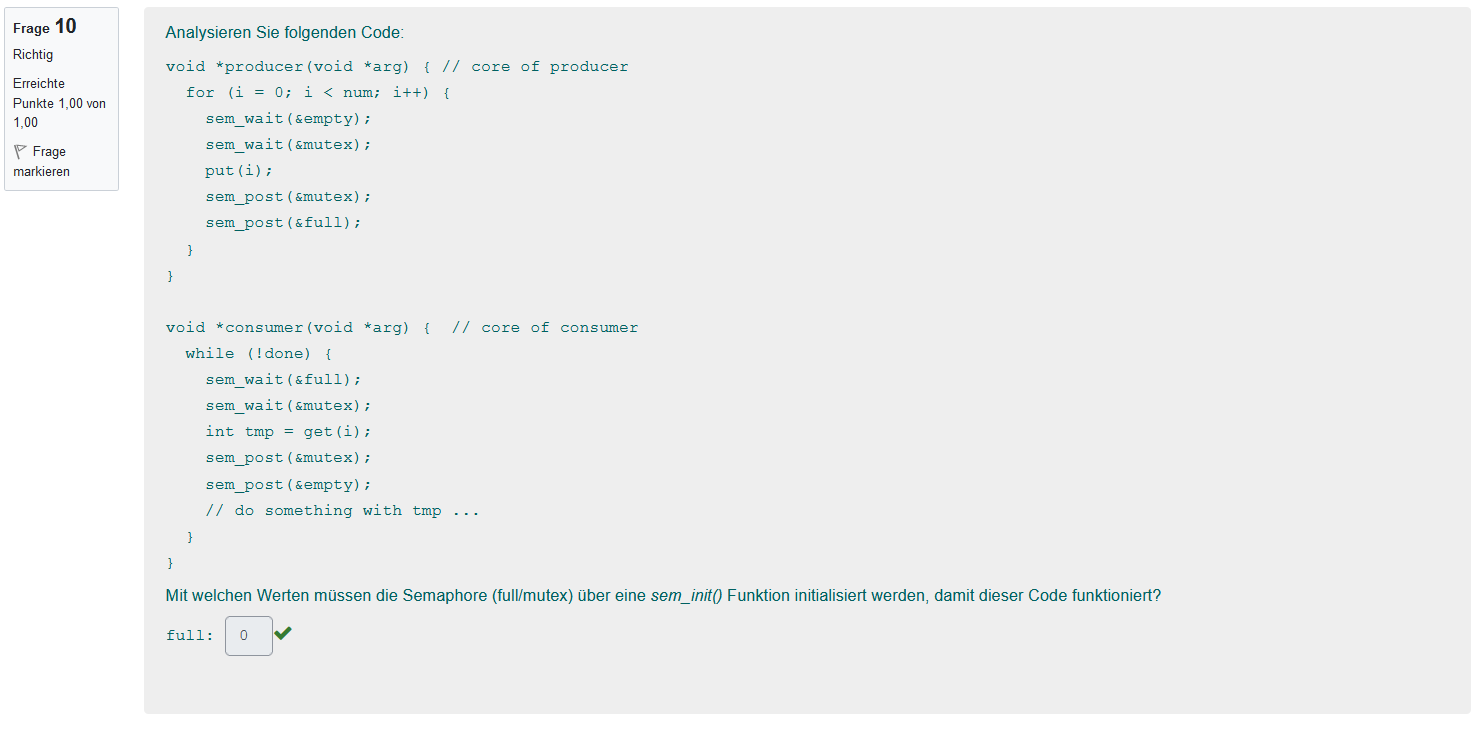 Frage 10
Richtig
Erreichte
Punkte 1,00 von
1,00
Frage
markieren
Analysieren Sie folgenden Code:
void *producer(void *arg) { // core of producer
  for (i = 0; i < num; i++) {
    sem_wait(&empty);
    sem_wait(&mutex);
    put(i);
    sem_post(&mutex);
    sem_post(&full);
  }
}
void *consumer(void *arg) {  // core of consumer
  while (!done) {
    sem_wait(&full);
    sem_wait(&mutex);
    int tmp = get(i);
    sem_post(&mutex);
    sem_post(&empty);
    // do something with tmp ...
  }
}
Mit welchen Werten müssen die Semaphore (full/mutex) über eine sem_init() Funktion initialisiert werden, damit dieser Code funktioniert?
full: 0